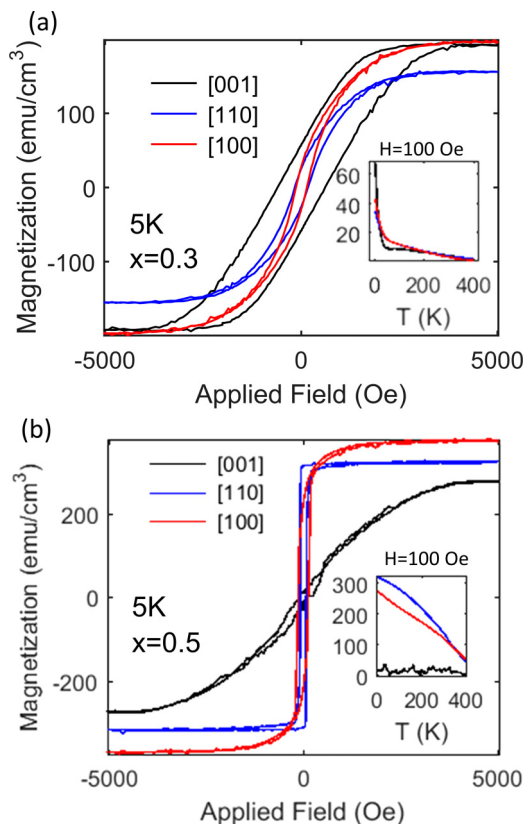 (a)
Magnetization (emu/cm³)
100
0
-100
[001]
[110]
[100]
5K
x=0.3
H=100 Oe
60
40
20
0 200 400
T (K)
-5000 0 5000
Applied Field (Oe)
(b)
Magnetization (emu/cm³)
200
0
-200
[001]
[110]
[100]
5K
x=0.5
H=100 Oe
300
200
100
0
0 200 400
T (K)
-5000 0 5000
Applied Field (Oe)